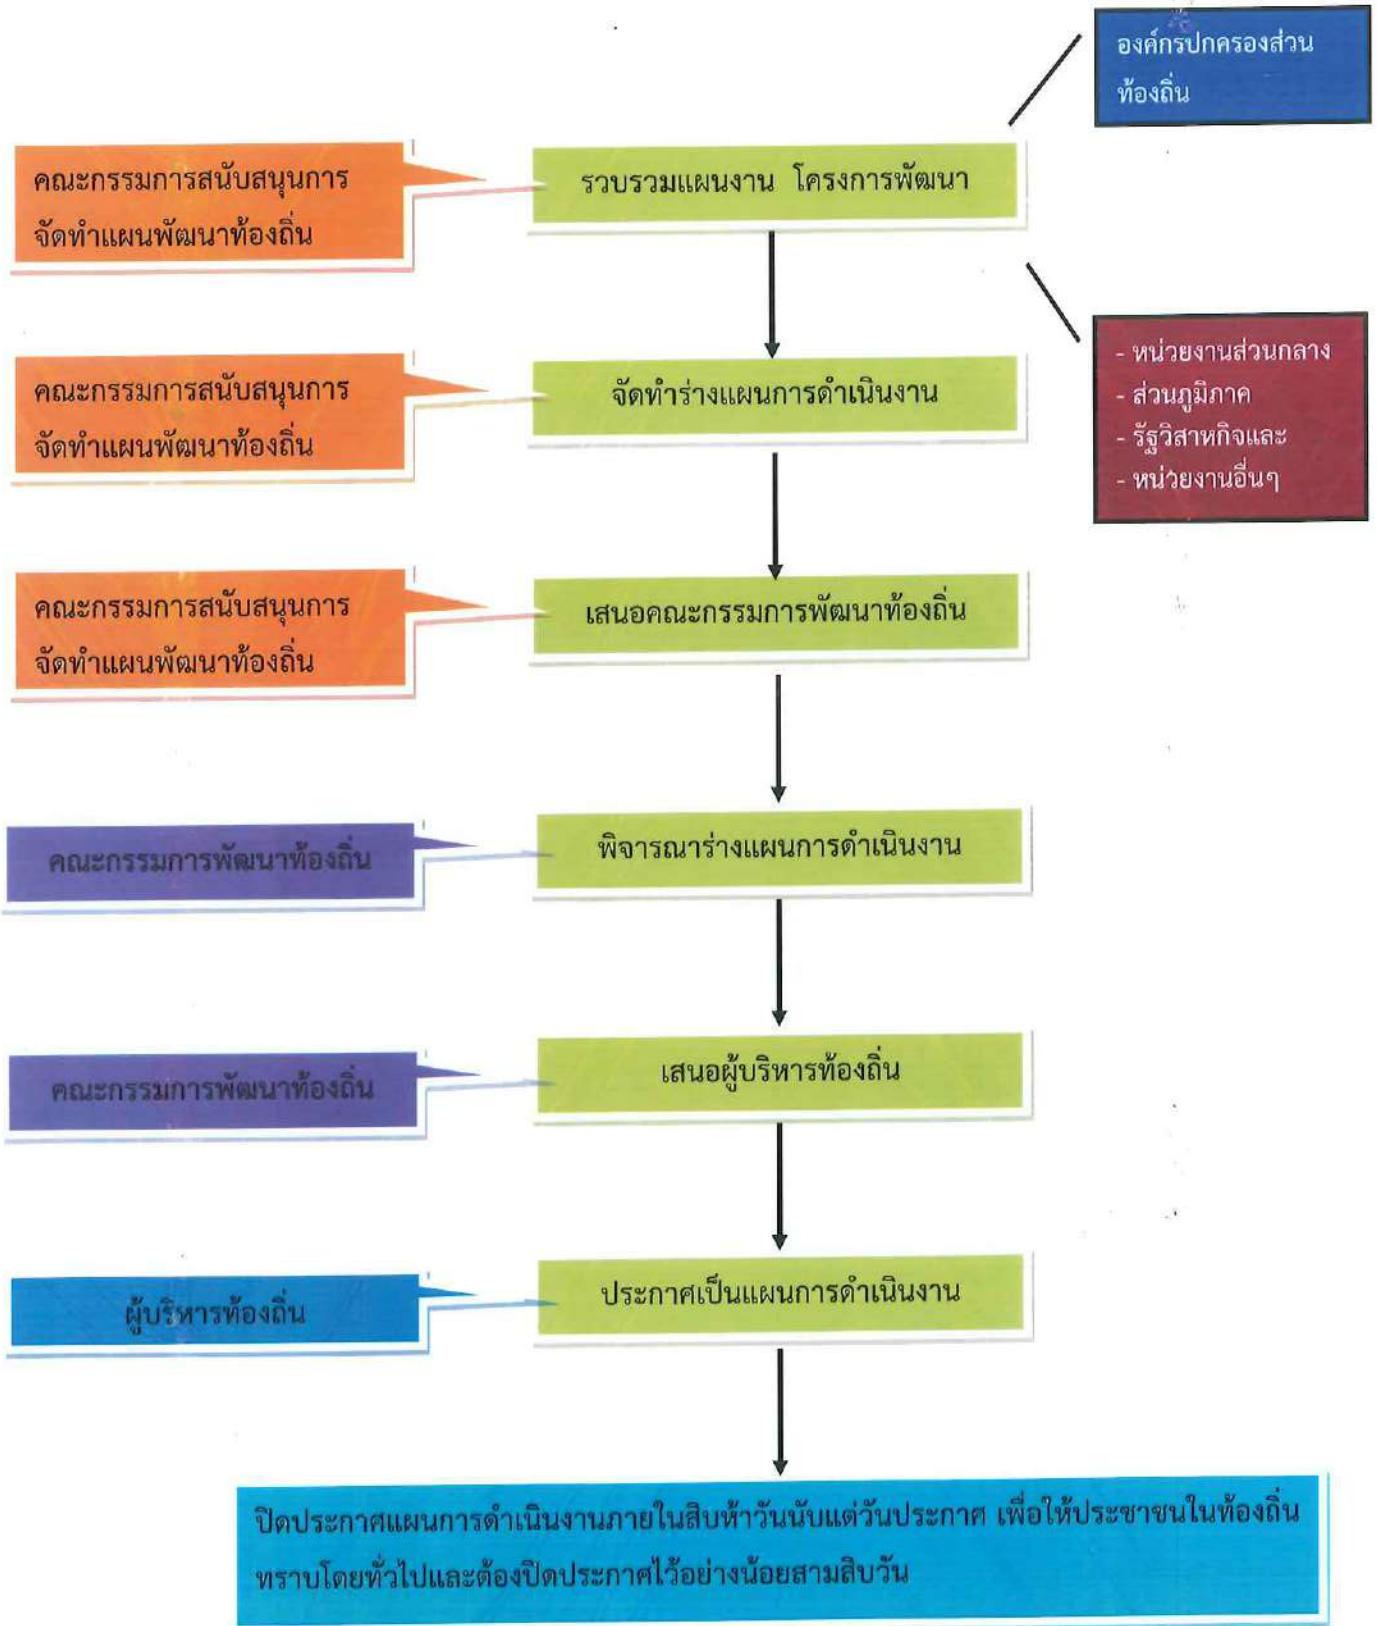 องค์กรปกครองส่วน
ท้องถิ่น
คณะกรรมการสนับสนุนการ
จัดทำแผนพัฒนาท้องถิ่น
รวบรวมแผนงาน โครงการพัฒนา
- หน่วยงานส่วนกลาง
- ส่วนภูมิภาค
- รัฐวิสาหกิจและ
- หน่วยงานอื่นๆ
คณะกรรมการสนับสนุนการ
จัดทำแผนพัฒนาท้องถิ่น
จัดทำร่างแผนการดำเนินงาน
คณะกรรมการสนับสนุนการ
จัดทำแผนพัฒนาท้องถิ่น
เสนอคณะกรรมการพัฒนาท้องถิ่น
คณะกรรมการพัฒนาท้องถิ่น
พิจารณาร่างแผนการดำเนินงาน
คณะกรรมการพัฒนาท้องถิ่น
เสนอผู้บริหารท้องถิ่น
ผู้บริหารท้องถิ่น
ประกาศเป็นแผนการดำเนินงาน
ปิดประกาศแผนการดำเนินงานภายในสิบห้าวันนับแต่วันประกาศ เพื่อให้ประชาชนในท้องถิ่น
ทราบโดยทั่วไปและต้องปิดประกาศไว้อย่างน้อยสามสิบวัน